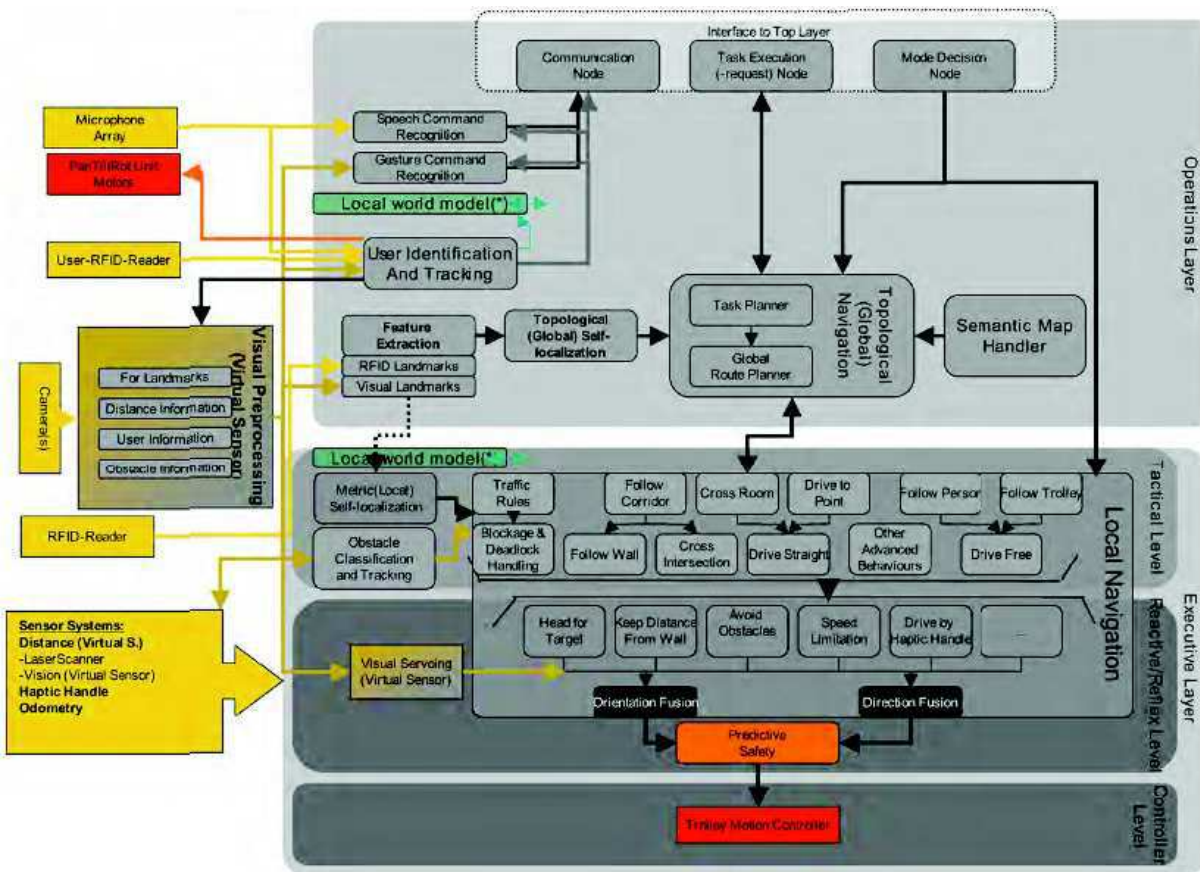 Interface to Top Layer
Communication
Node
Task Execution
(-request) Node
Mode Decision
Node
Microphone
Array
Speech Command
Recognition
Pan/Tilt/Rot Unit
Motors
Gesture Command
Recognition
Local world model(*)
User-RFID-Reader
User Identification
And Tracking
Operations Layer
Feature
Extraction
RFID Landmarks
Visual Landmarks
Topological
(Global) Self-
localization
Task Planner
Global
Route Planner
Topological
(Global)
Navigation
Semantic Map
Handler
Camera(s)
For Landmarks
Distance Information
User Information
Obstacle Information
Visual Preprocessing
(Virtual Sensor)
Local world model(*
Metric(Local)
Self-localization
Traffic
Rules
Follow
Corridor
Cross Room
Drive to
Point
Follow Person
Follow Trolley
RFID-Reader
Obstacle
Classification
and Tracking
Blockage &
Deadlock
Handling
Follow Wall
Cross
Intersection
Drive Straight
Other
Advanced
Behaviours
Drive Free
Local Navigation
Tactical Level
Executive Layer
Sensor Systems:
Distance (Virtual S.)
-LaserScanner
-Vision (Virtual Sensor)
Haptic Handle
Odometry
Visual Servoing
(Virtual Sensor)
Head for
Target
Keep Distance
From Wall
Avoid
Obstacles
Speed
Limitation
Drive by
Haptic Handle
...
Orientation Fusion
Direction Fusion
Reactive/Reflex Level
Predictive
Safety
Trolley Motion Controller
Controller
Level